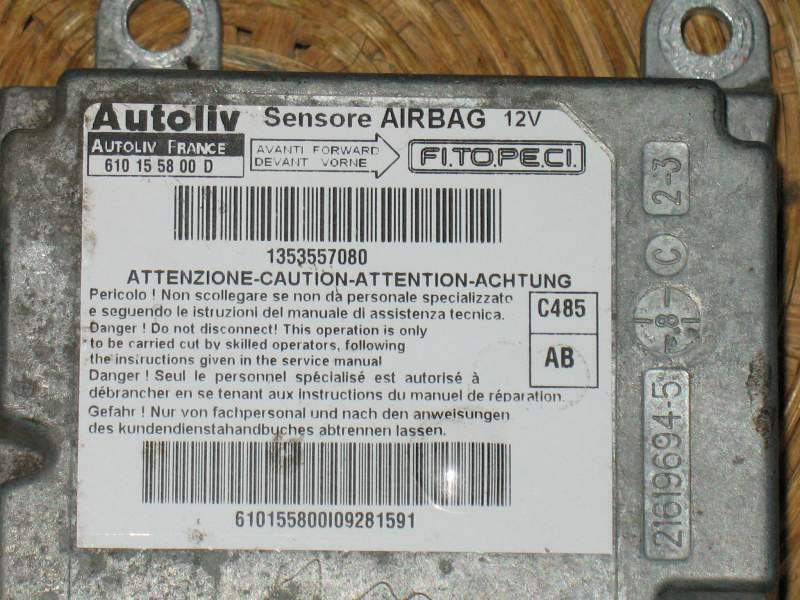 Autoliv Sensore AIRBAG 12V
AUTOLIV FRANCE
610 15 58 00 D
AVANTI FORWARD
DEVANT VORNE
FI.TO.PE.CI.
1353557080
ATTENZIONE-CAUTION-ATTENTION-ACHTUNG
Pericolo ! Non scollegare se non dà personale specializzato
e seguendo le istruzioni del manuale di assistenza tecnica.
Danger ! Do not disconnect! This operation is only
to be carried cut by skilled operators, following
the instructions given in the service manual
Danger ! Seul le personnel spécialisé est autorisé à
débrancher en se tenant aux instructions du manuel de réparation.
Gefahr ! Nur von fachpersonal und nach den anweisungen
des kundendienstahandbuches abtrennen lassen.
C485
AB
610155800I09281591
2-3
C
21619694-5